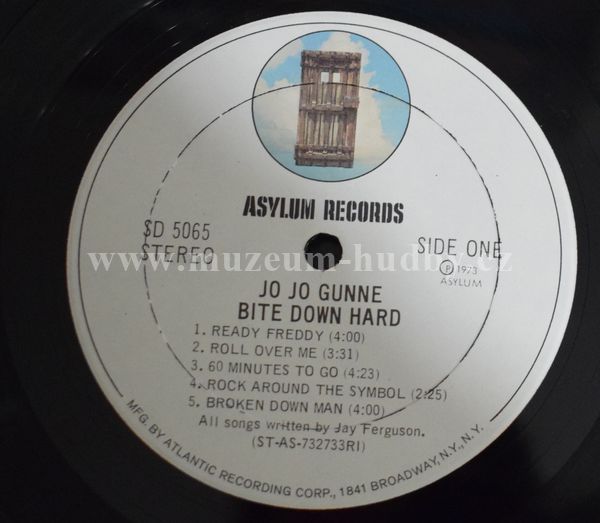 ASYLUM RECORDS
SD 5065
STEREO
SIDE ONE
℗ 1973
ASYLUM
www.muzeum-hudby.cz
JO JO GUNNE
BITE DOWN HARD
1. READY FREDDY (4:00)
2. ROLL OVER ME (3:31)
3. 60 MINUTES TO GO (4:23)
4. ROCK AROUND THE SYMBOL (2:25)
5. BROKEN DOWN MAN (4:00)
All songs written by Jay Ferguson.
(ST-AS-732733RI)
MFG. BY ATLANTIC RECORDING CORP., 1841 BROADWAY, N.Y., N.Y.